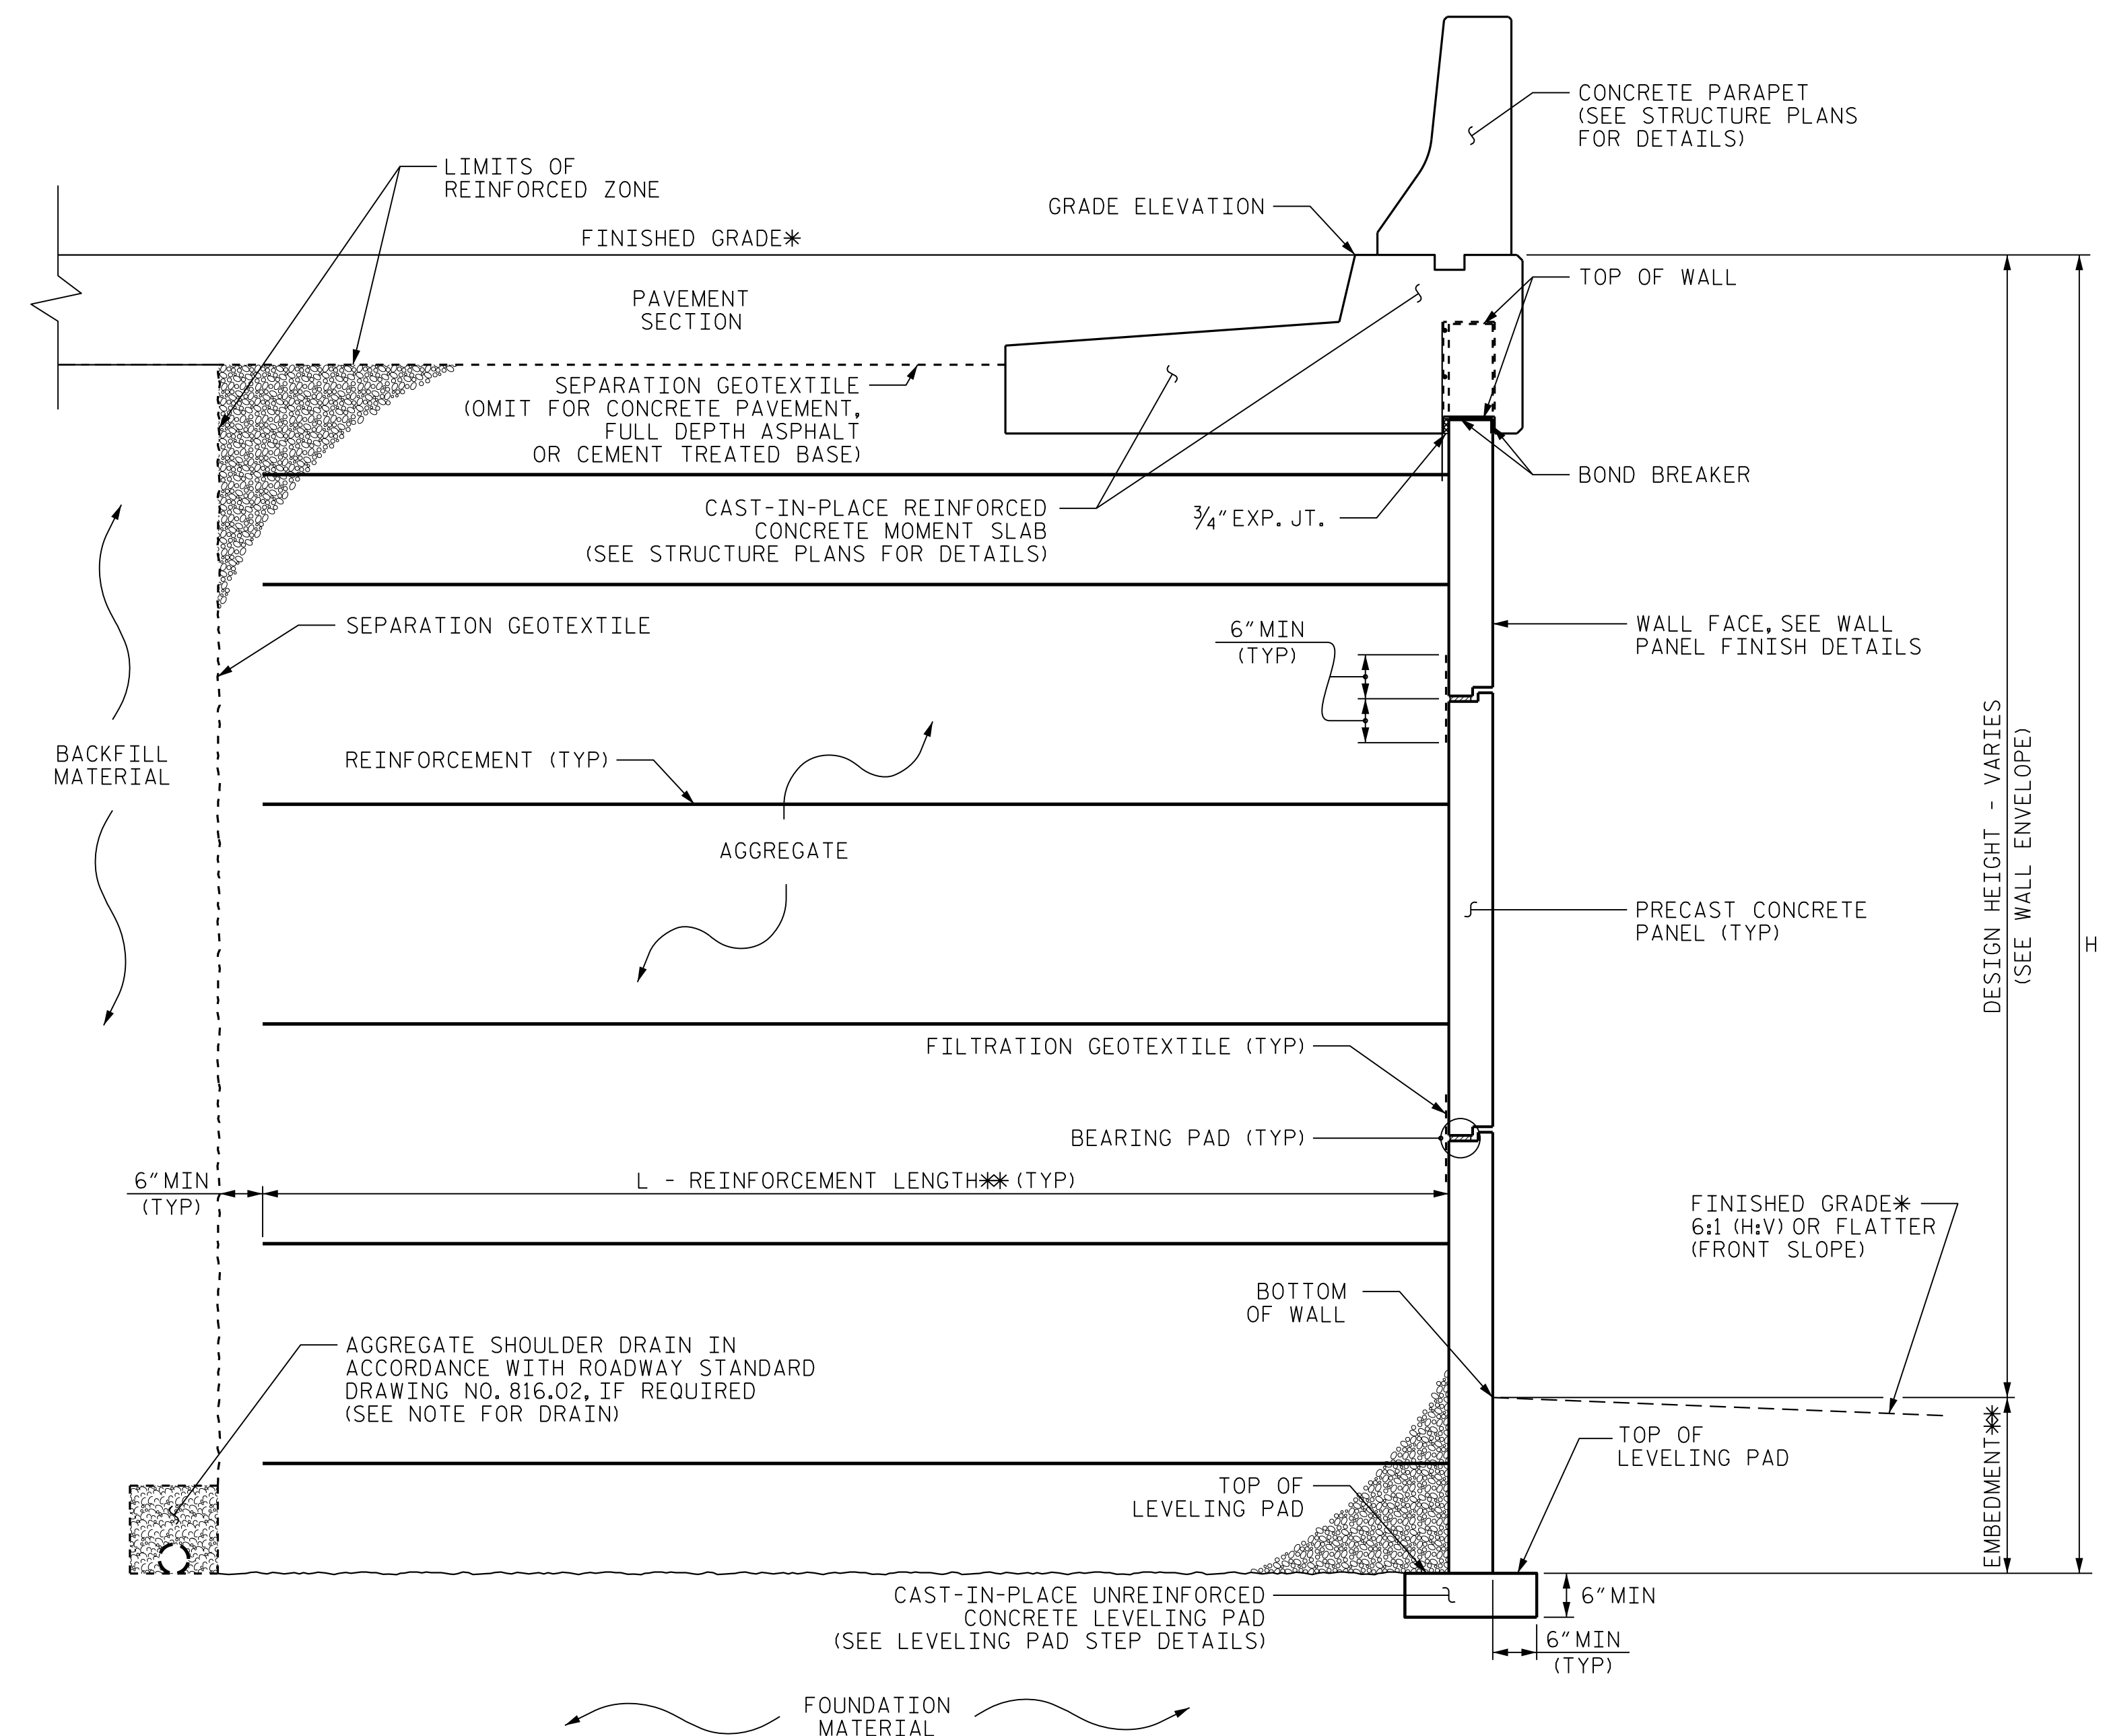 CONCRETE PARAPET
(SEE STRUCTURE PLANS
FOR DETAILS)
LIMITS OF
REINFORCED ZONE
GRADE ELEVATION
FINISHED GRADE*
TOP OF WALL
PAVEMENT
SECTION
SEPARATION GEOTEXTILE
(OMIT FOR CONCRETE PAVEMENT,
FULL DEPTH ASPHALT
OR CEMENT TREATED BASE)
BOND BREAKER
CAST-IN-PLACE REINFORCED
CONCRETE MOMENT SLAB
(SEE STRUCTURE PLANS FOR DETAILS)
3/4" EXP. JT.
SEPARATION GEOTEXTILE
6" MIN
(TYP)
WALL FACE, SEE WALL
PANEL FINISH DETAILS
BACKFILL
MATERIAL
REINFORCEMENT (TYP)
AGGREGATE
DESIGN HEIGHT - VARIES
(SEE WALL ENVELOPE)
H
PRECAST CONCRETE
PANEL (TYP)
FILTRATION GEOTEXTILE (TYP)
BEARING PAD (TYP)
6" MIN
(TYP)
L - REINFORCEMENT LENGTH** (TYP)
FINISHED GRADE*
6:1 (H:V) OR FLATTER
(FRONT SLOPE)
BOTTOM
OF WALL
AGGREGATE SHOULDER DRAIN IN
ACCORDANCE WITH ROADWAY STANDARD
DRAWING NO. 816.02, IF REQUIRED
(SEE NOTE FOR DRAIN)
TOP OF
LEVELING PAD
TOP OF
LEVELING PAD
EMBEDMENT**
CAST-IN-PLACE UNREINFORCED
CONCRETE LEVELING PAD
(SEE LEVELING PAD STEP DETAILS)
6" MIN
6" MIN
(TYP)
FOUNDATION
MATERIAL